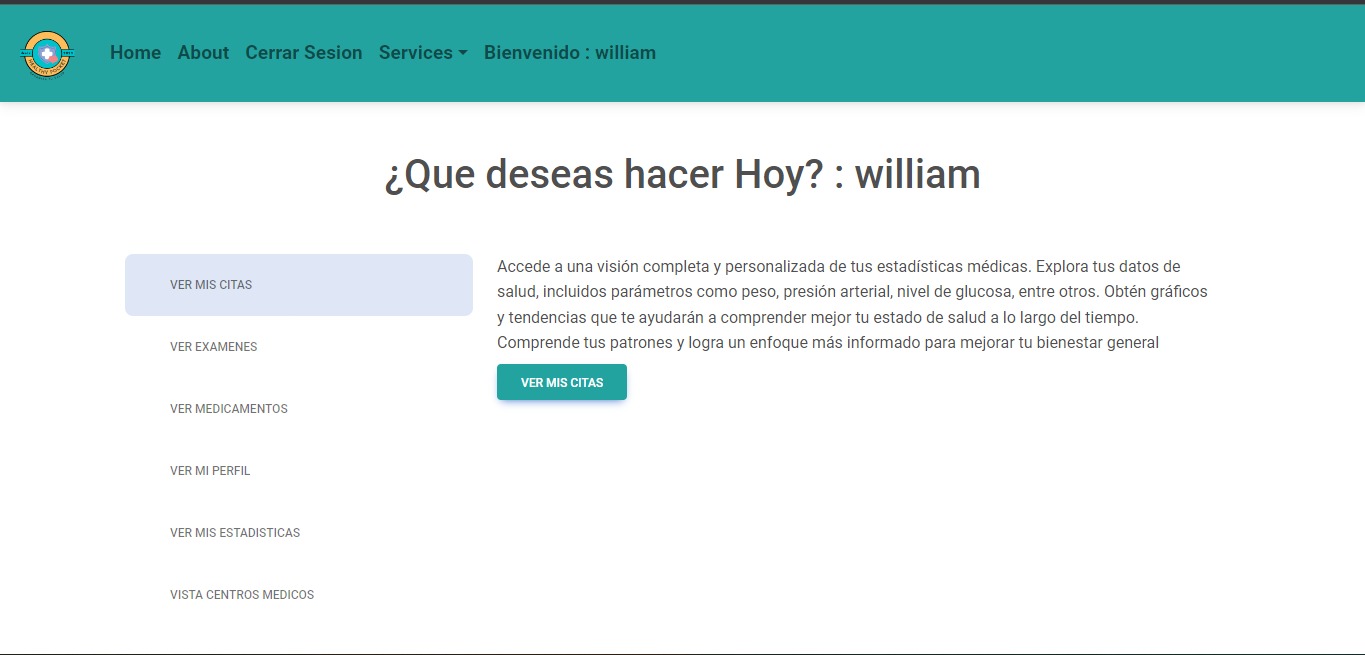 HEALTHY POCKET
Home About Cerrar Sesion Services Bienvenido : william
¿Que deseas hacer Hoy? : william
VER MIS CITAS
VER EXAMENES
VER MEDICAMENTOS
VER MI PERFIL
VER MIS ESTADISTICAS
VISTA CENTROS MEDICOS
Accede a una visión completa y personalizada de tus estadísticas médicas. Explora tus datos de
salud, incluidos parámetros como peso, presión arterial, nivel de glucosa, entre otros. Obtén gráficos
y tendencias que te ayudarán a comprender mejor tu estado de salud a lo largo del tiempo.
Comprende tus patrones y logra un enfoque más informado para mejorar tu bienestar general
VER MIS CITAS